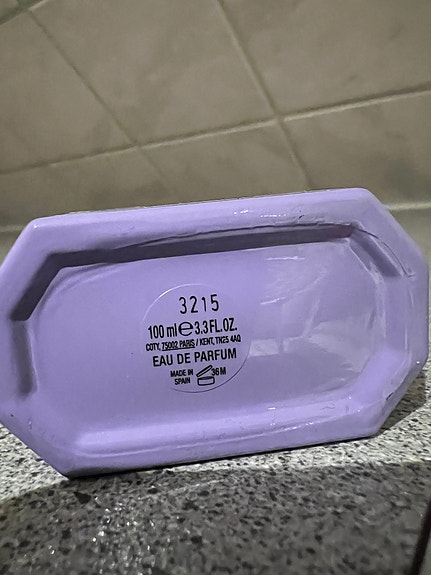 3215
100 ml ℮ 3.3 FL.OZ.
COTY, 75002 PARIS / KENT, TN25 4AQ
EAU DE PARFUM
MADE IN
SPAIN
36 M